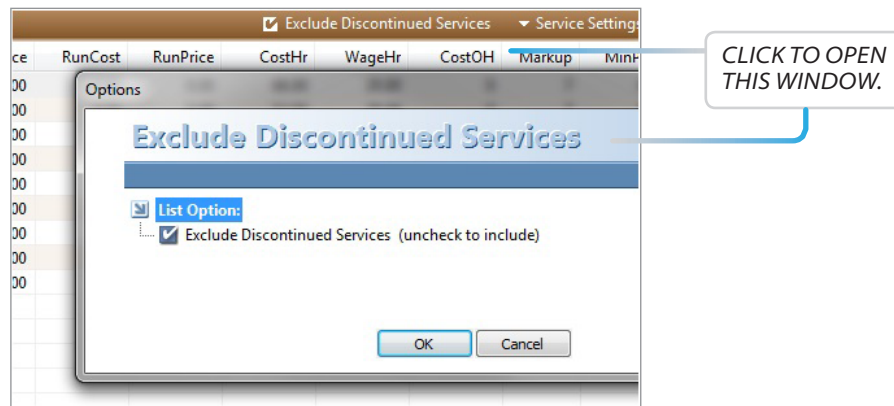 Exclude Discontinued Services Service Settings
ce RunCost RunPrice CostHr WageHr CostOH Markup
CLICK TO OPEN
THIS WINDOW.
00
Options
00
00
Exclude Discontinued Services
00
00
00
List Option:
00
Exclude Discontinued Services (uncheck to include)
00
00
OK Cancel